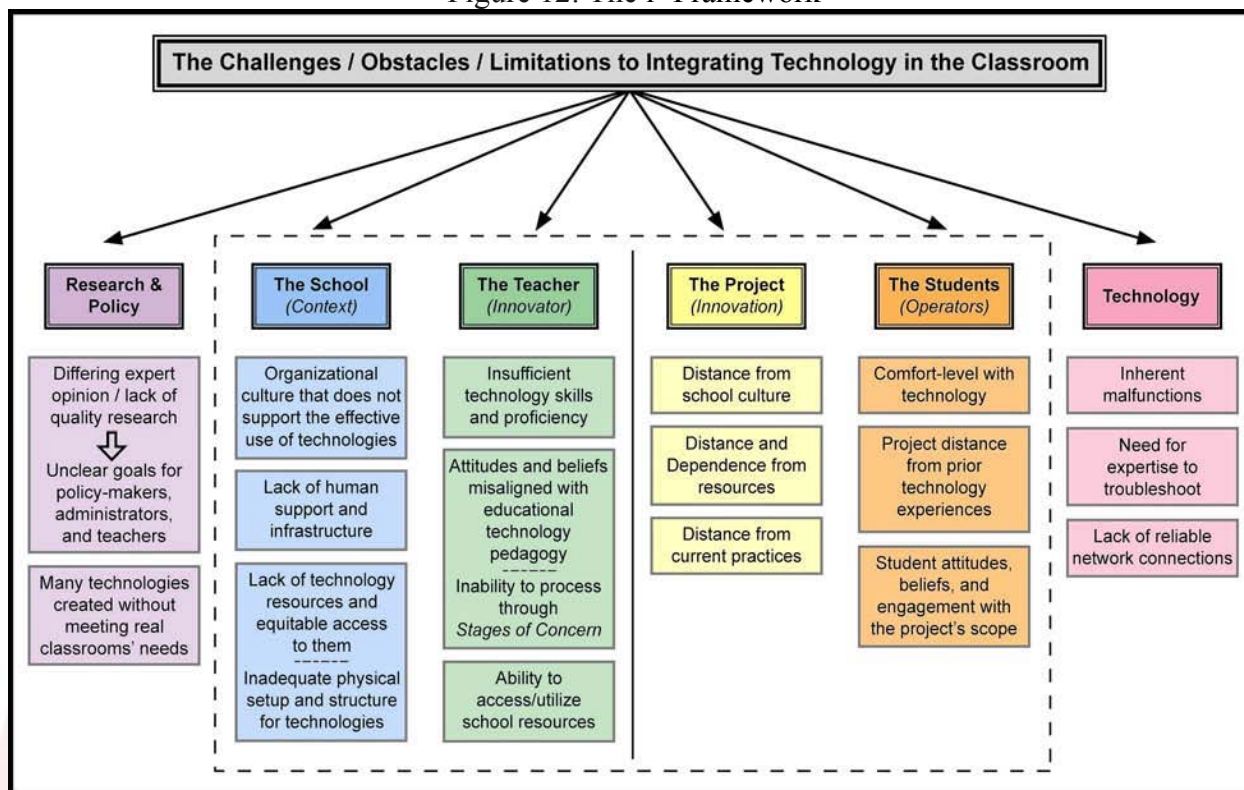 Figure 12: The i⁵ Framework
The Challenges / Obstacles / Limitations to Integrating Technology in the Classroom
Research &
Policy
Differing expert
opinion / lack of
quality research
Unclear goals for
policy-makers,
administrators,
and teachers
Many technologies
created without
meeting real
classrooms' needs
The School
(Context)
Organizational
culture that does not
support the effective
use of technologies
Lack of human
support and
infrastructure
Lack of technology
resources and
equitable access
to them
Inadequate physical
setup and structure
for technologies
The Teacher
(Innovator)
Insufficient
technology skills
and proficiency
Attitudes and beliefs
misaligned with
educational
technology
pedagogy
Inability to process
through
Stages of Concern
Ability to
access/utilize
school resources
The Project
(Innovation)
Distance from
school culture
Distance and
Dependence from
resources
Distance from
current practices
The Students
(Operators)
Comfort-level with
technology
Project distance
from prior
technology
experiences
Student attitudes,
beliefs, and
engagement with
the project's scope
Technology
Inherent
malfunctions
Need for
expertise to
troubleshoot
Lack of reliable
network connections